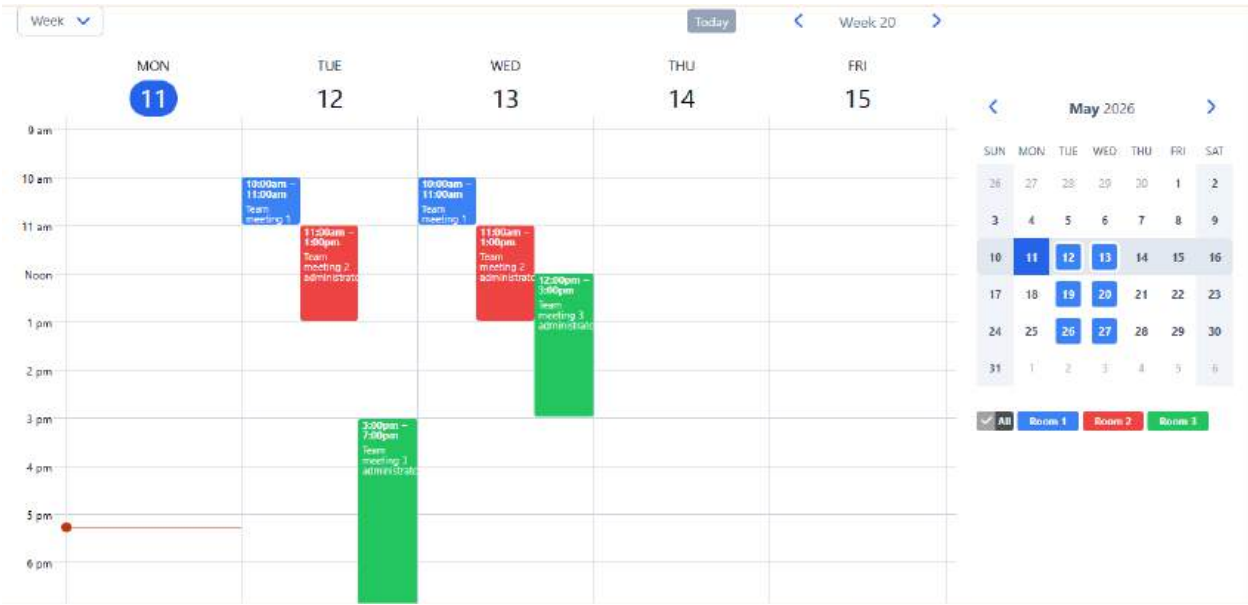 Week
Today
Week 20
MON
TUE
WED
THU
FRI
11
12
13
14
15
9 am
10 am
11 am
Noon
1 pm
2 pm
3 pm
4 pm
5 pm
6 pm
10:00am –
11:00am
Team
meeting 1
11:00am –
1:00pm
Team
meeting 2
administrato
3:00pm –
7:00pm
Team
meeting 3
administrato
10:00am –
11:00am
Team
meeting 1
11:00am –
1:00pm
Team
meeting 2
administrato
12:00pm –
3:00pm
Team
meeting 3
administrato
May 2026
SUN MON TUE WED THU FRI SAT
26 27 28 29 30 1 2
3 4 5 6 7 8 9
10 11 12 13 14 15 16
17 18 19 20 21 22 23
24 25 26 27 28 29 30
31 1 2 3 4 5 6
All Room 1 Room 2 Room 3